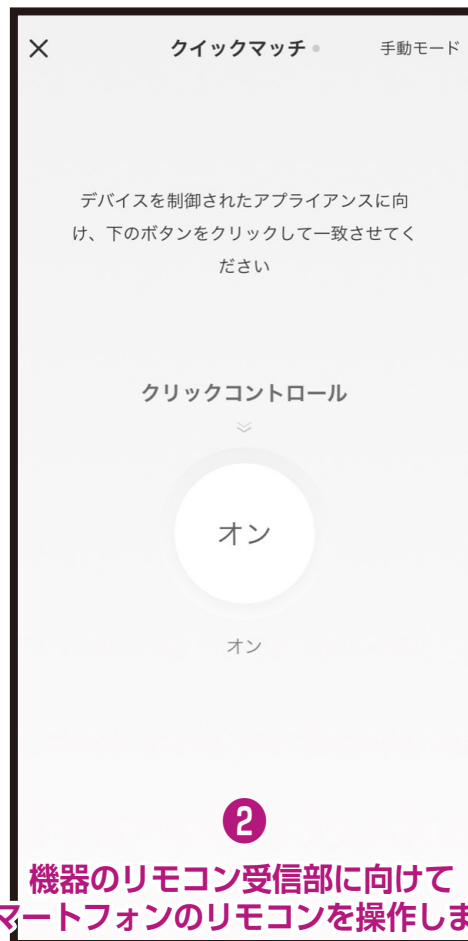 × クイックマッチ 手動モード
デバイスを制御されたアプライアンスに向
け、下のボタンをクリックして一致させてく
ださい
クリックコントロール
オン
オン
❷
機器のリモコン受信部に向けて
マートフォンのリモコンを操作しま